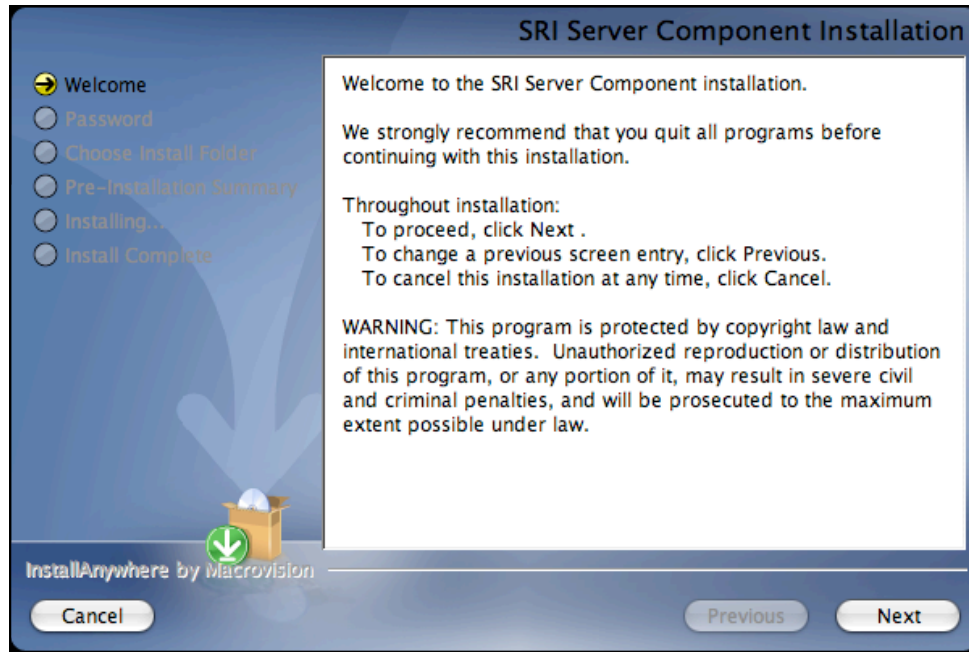 SRI Server Component Installation
Welcome
Password
Choose Install Folder
Pre-Installation Summary
Installing...
Install Complete
Welcome to the SRI Server Component installation.
We strongly recommend that you quit all programs before
continuing with this installation.
Throughout installation:
To proceed, click Next .
To change a previous screen entry, click Previous.
To cancel this installation at any time, click Cancel.
WARNING: This program is protected by copyright law and
international treaties.  Unauthorized reproduction or distribution
of this program, or any portion of it, may result in severe civil
and criminal penalties, and will be prosecuted to the maximum
extent possible under law.
InstallAnywhere by Macrovision
Cancel
Previous
Next